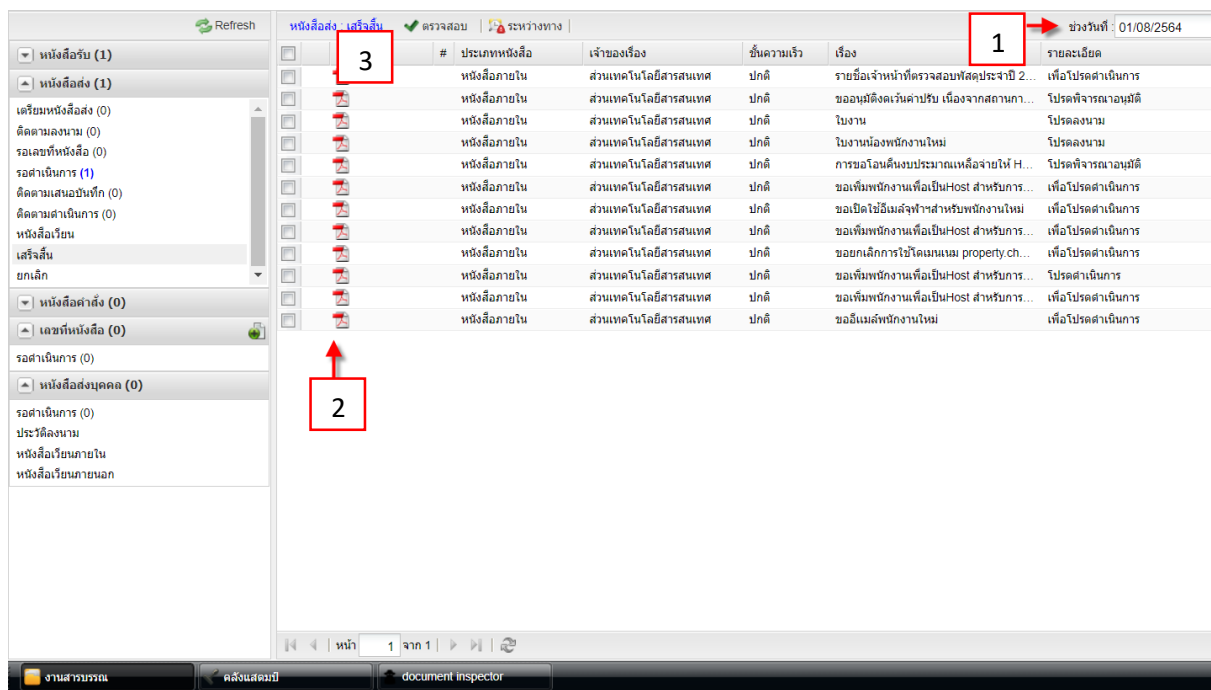 Refresh
หนังสือรับ (1)
หนังสือส่ง (1)
เตรียมหนังสือส่ง (0)
ติดตามลงนาม (0)
รอเลขที่หนังสือ (0)
รอดำเนินการ (1)
ติดตามเสนอบันทึก (0)
ติดตามดำเนินการ (0)
หนังสือเวียน
เสร็จสิ้น
ยกเลิก
หนังสือคำสั่ง (0)
เลขที่หนังสือ (0)
รอดำเนินการ (0)
หนังสือส่งบุคคล (0)
รอดำเนินการ (0)
ประวัติลงนาม
หนังสือเวียนภายใน
หนังสือเวียนภายนอก
หนังสือส่ง : เสร็จสิ้น ตรวจสอบ ระหว่างทาง ช่วงวันที่ : 01/08/2564
1
3
# ประเภทหนังสือ เจ้าของเรื่อง ชั้นความเร็ว เรื่อง รายละเอียด
หนังสือภายใน ส่วนเทคโนโลยีสารสนเทศ ปกติ รายชื่อเจ้าหน้าที่ตรวจสอบพัสดุประจำปี 2... เพื่อโปรดดำเนินการ
หนังสือภายใน ส่วนเทคโนโลยีสารสนเทศ ปกติ ขออนุมัติงดเว้นค่าปรับ เนื่องจากสถานกา... โปรดพิจารณาอนุมัติ
หนังสือภายใน ส่วนเทคโนโลยีสารสนเทศ ปกติ ใบงาน โปรดลงนาม
หนังสือภายใน ส่วนเทคโนโลยีสารสนเทศ ปกติ ใบงานน้องพนักงานใหม่ โปรดลงนาม
หนังสือภายใน ส่วนเทคโนโลยีสารสนเทศ ปกติ การขอโอนคืนงบประมาณเหลือจ่ายให้ H... โปรดพิจารณาอนุมัติ
หนังสือภายใน ส่วนเทคโนโลยีสารสนเทศ ปกติ ขอเพิ่มพนักงานเพื่อเป็นHost สำหรับการ... เพื่อโปรดดำเนินการ
หนังสือภายใน ส่วนเทคโนโลยีสารสนเทศ ปกติ ขอเปิดใช้อีเมล์จุฬาฯสำหรับพนักงานใหม่ เพื่อโปรดดำเนินการ
หนังสือภายใน ส่วนเทคโนโลยีสารสนเทศ ปกติ ขอเพิ่มพนักงานเพื่อเป็นHost สำหรับการ... เพื่อโปรดดำเนินการ
หนังสือภายใน ส่วนเทคโนโลยีสารสนเทศ ปกติ ขอยกเลิกการใช้โดเมนเนม property.ch... เพื่อโปรดดำเนินการ
หนังสือภายใน ส่วนเทคโนโลยีสารสนเทศ ปกติ ขอเพิ่มพนักงานเพื่อเป็นHost สำหรับการ... โปรดดำเนินการ
หนังสือภายใน ส่วนเทคโนโลยีสารสนเทศ ปกติ ขอเพิ่มพนักงานเพื่อเป็นHost สำหรับการ... เพื่อโปรดดำเนินการ
หนังสือภายใน ส่วนเทคโนโลยีสารสนเทศ ปกติ ขออีแมล์พนักงานใหม่ เพื่อโปรดดำเนินการ
2
หน้า 1 จาก 1
งานสารบรรณ คลังแสตมป์ document inspector